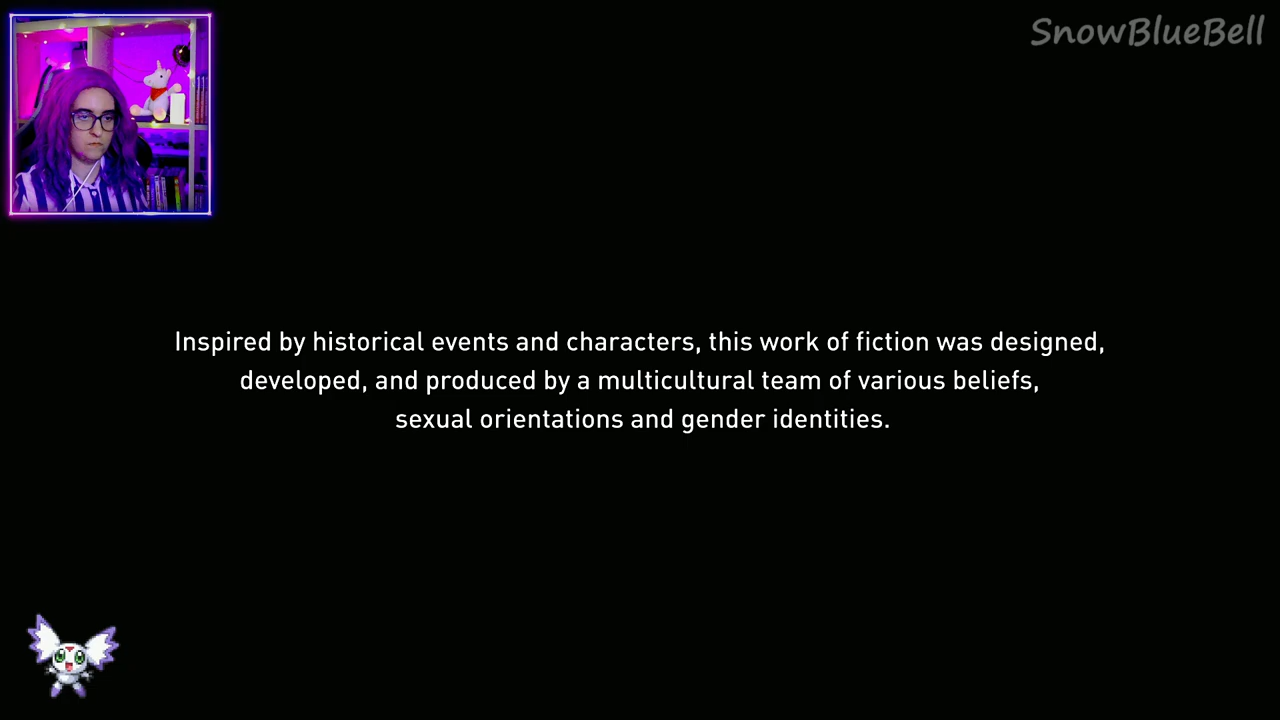 SnowBlueBell
Inspired by historical events and characters, this work of fiction was designed,
developed, and produced by a multicultural team of various beliefs,
sexual orientations and gender identities.